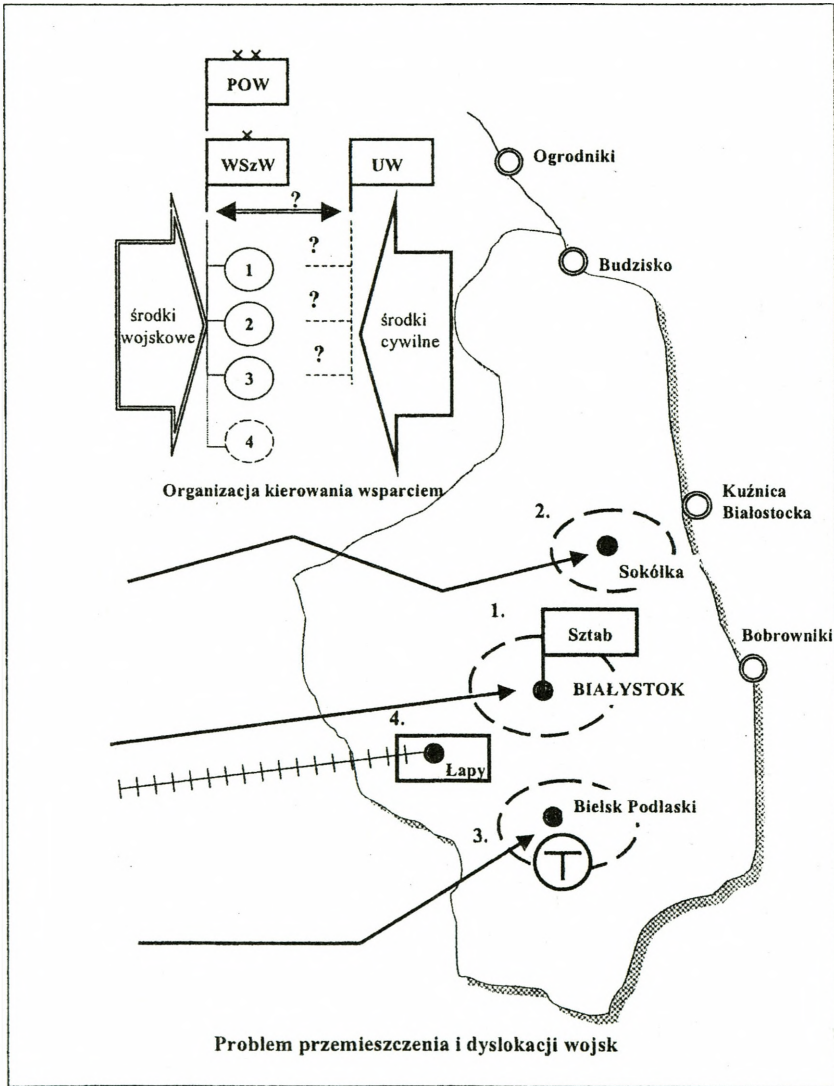 POW
WSzW
UW
?
?
?
?
1
2
3
4
środki
wojskowe
środki
cywilne
Organizacja kierowania wsparciem
Ogrodniki
Budzisko
Kuźnica
Białostocka
2.
Sokółka
1.
Sztab
Bobrowniki
BIAŁYSTOK
4.
Łapy
Bielsk Podlaski
3.
T
Problem przemieszczenia i dyslokacji wojsk